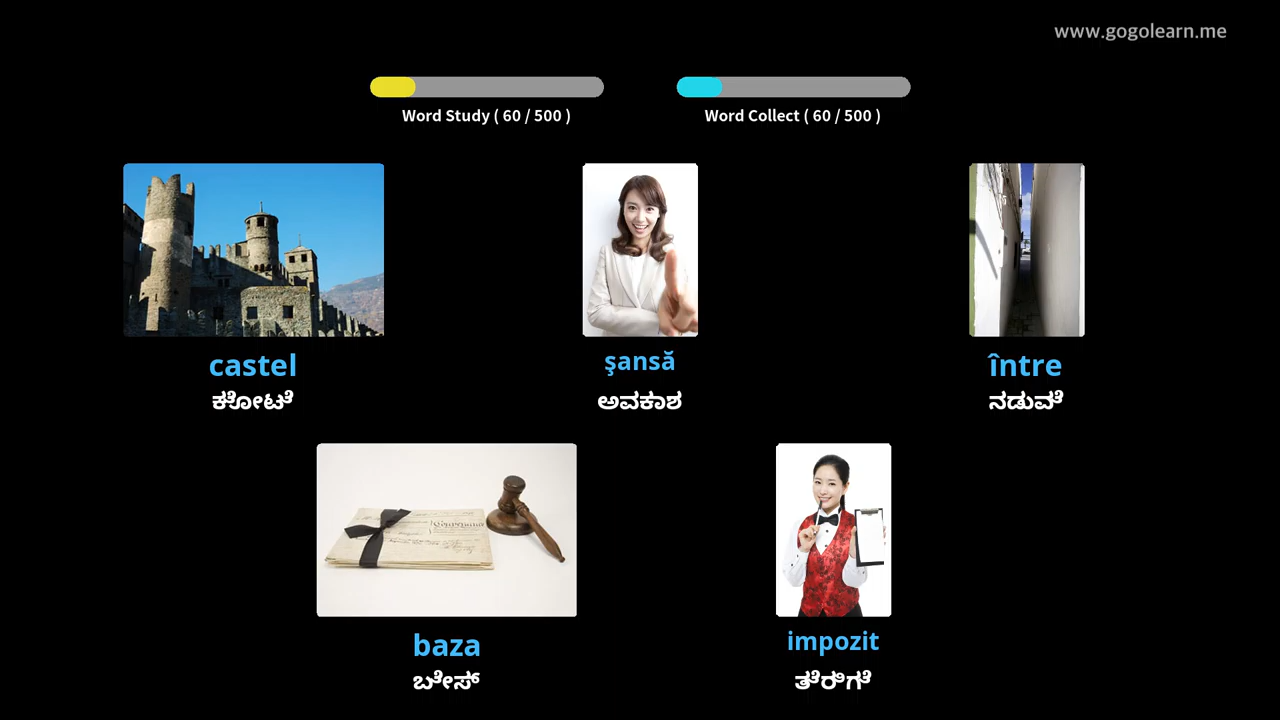 www.gogolearn.me
Word Study ( 60 / 500 )
Word Collect ( 60 / 500 )
castel
ಕೋಟೆ
şansă
ಅವಕಾಶ
între
ನಡುವೆ
baza
ಬೇಸ್
impozit
ತೆರಿಗೆ